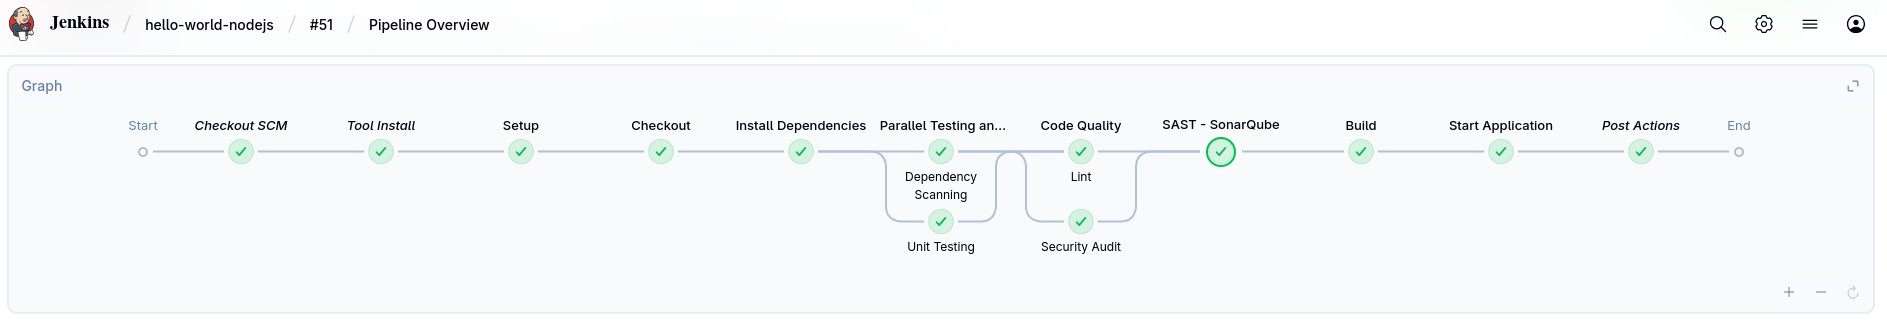 Jenkins / hello-world-nodejs / #51 / Pipeline Overview
Graph
Start Checkout SCM Tool Install Setup Checkout Install Dependencies Parallel Testing an... Code Quality SAST - SonarQube Build Start Application Post Actions End
Dependency Lint
Scanning
Unit Testing Security Audit